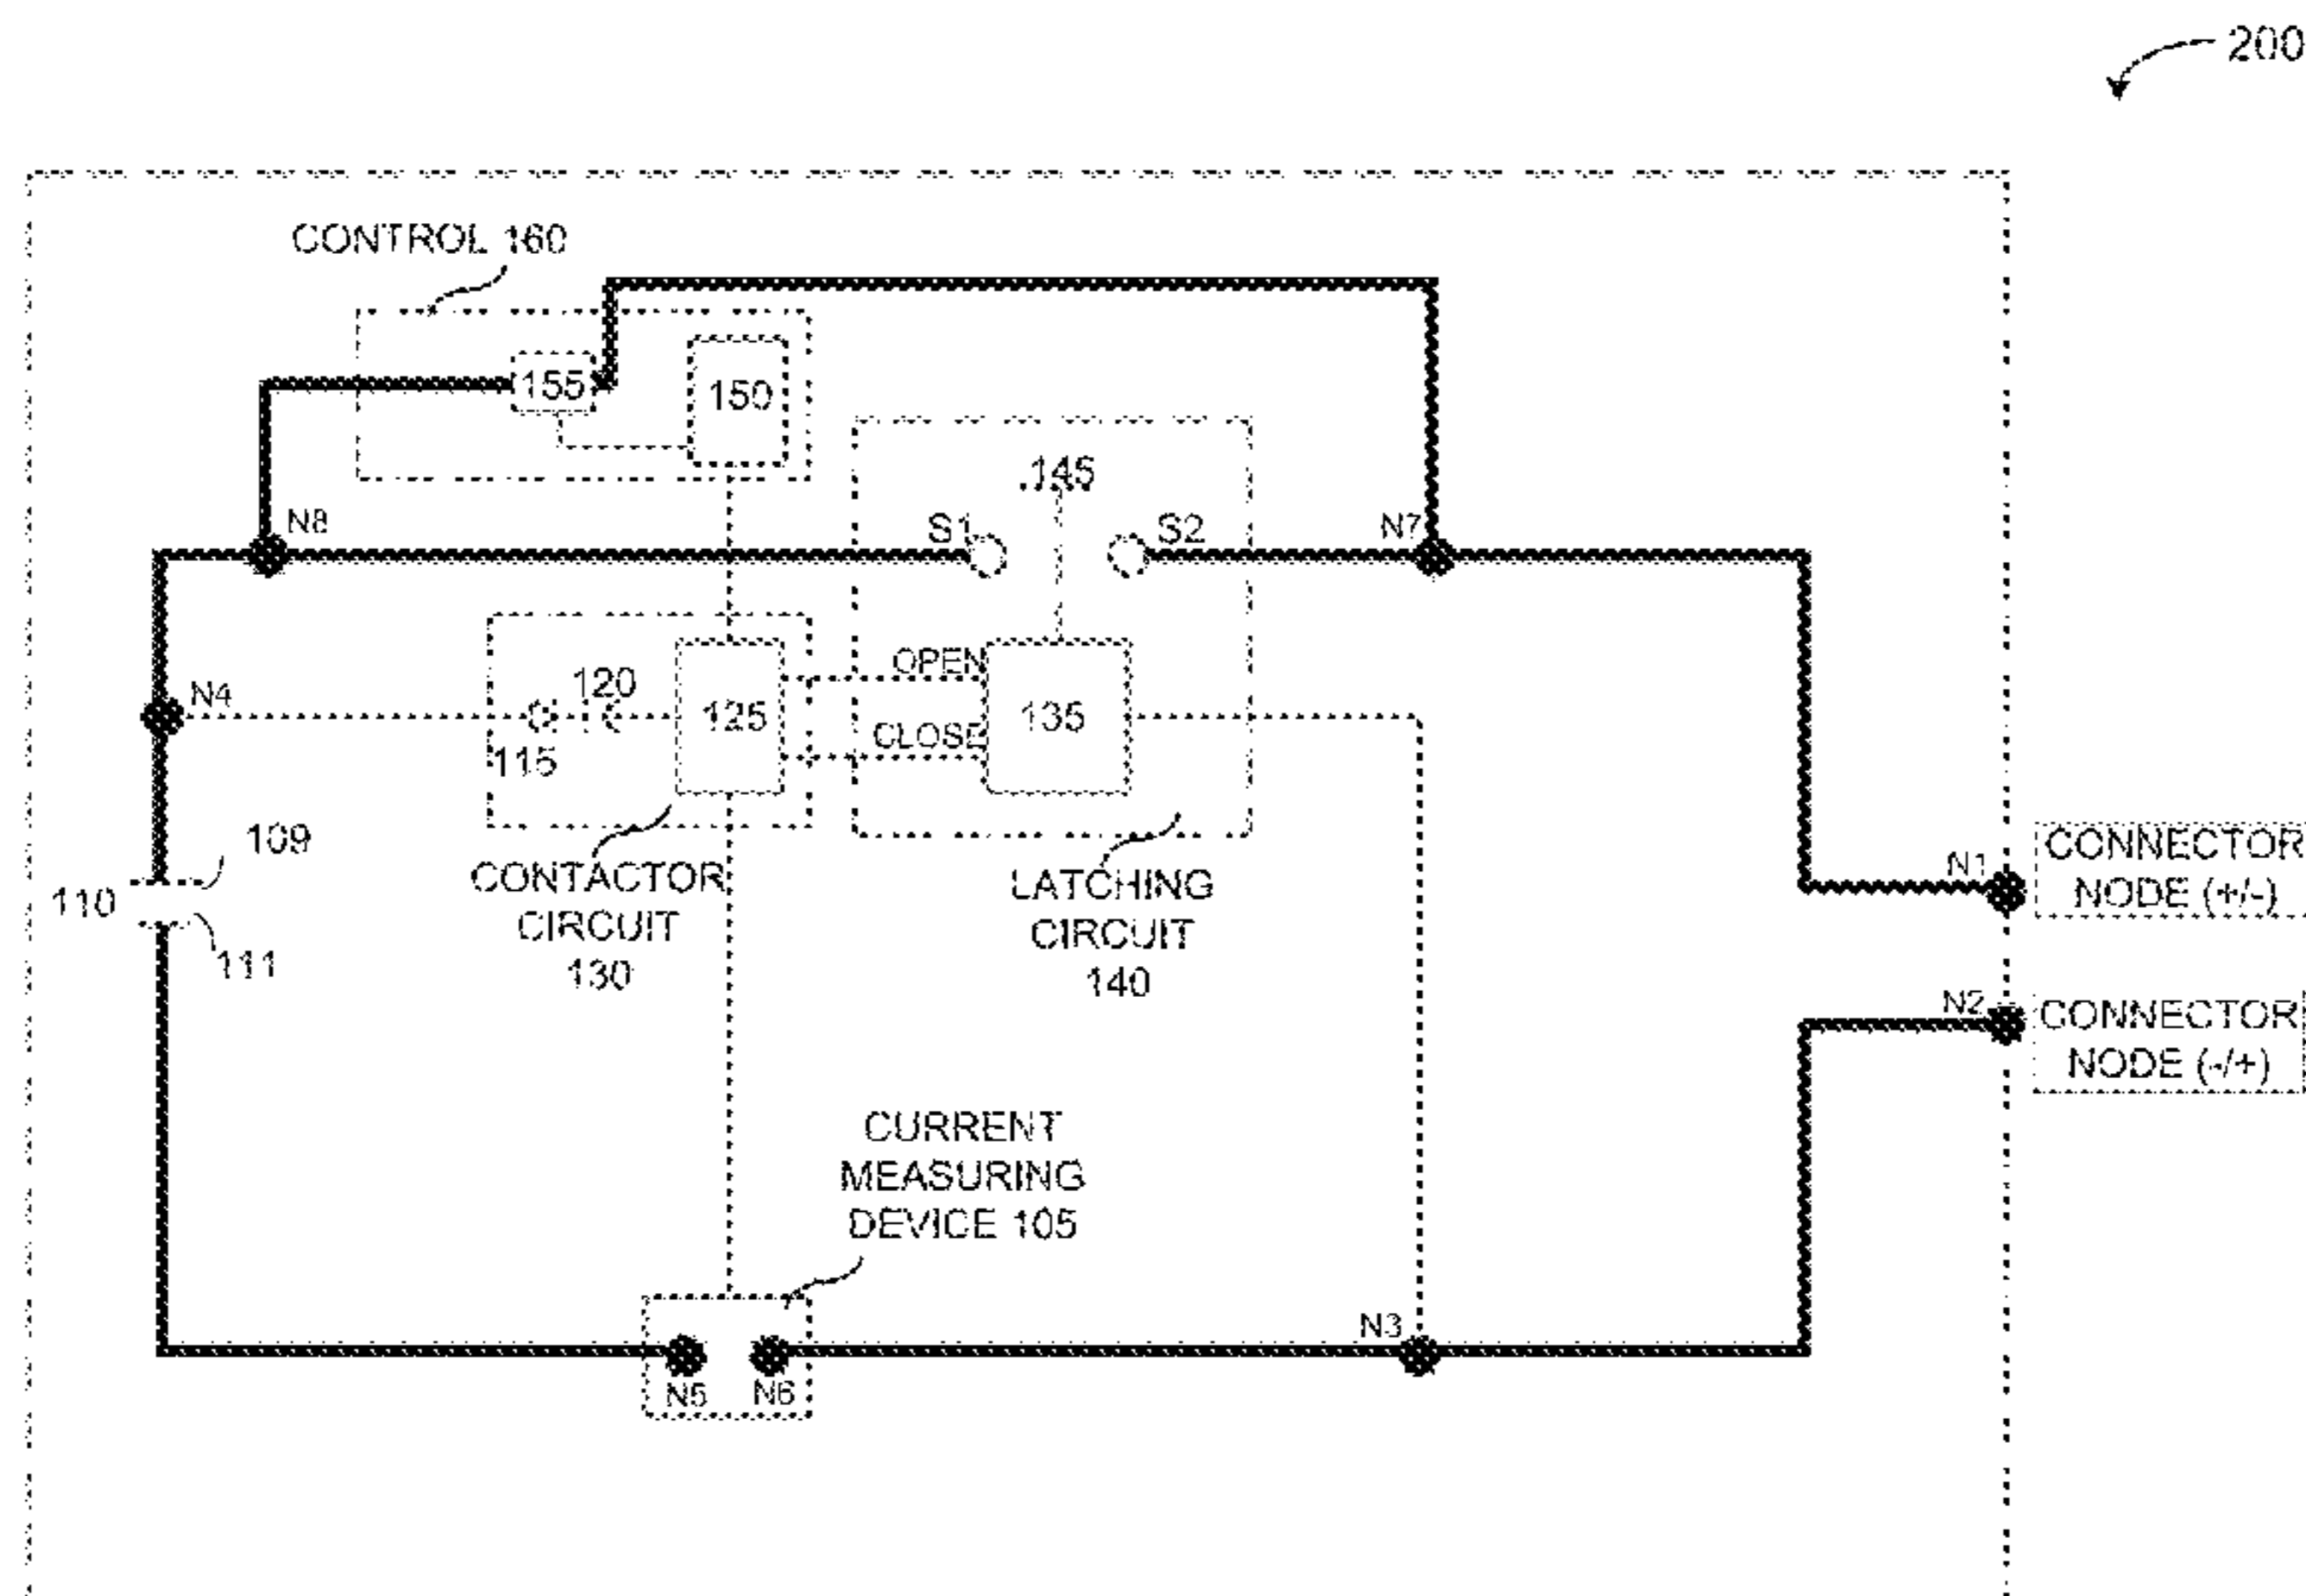 200
CONTROL 160
155
150
145
N8
S1
S2
N7
N4
120
125
OPEN
CLOSE
135
115
109
110
111
CONTACTOR
CIRCUIT
130
LATCHING
CIRCUIT
140
N1
CONNECTOR
NODE (+/-)
N2
CONNECTOR
NODE (-/+)
CURRENT
MEASURING
DEVICE 105
N3
N5
N6